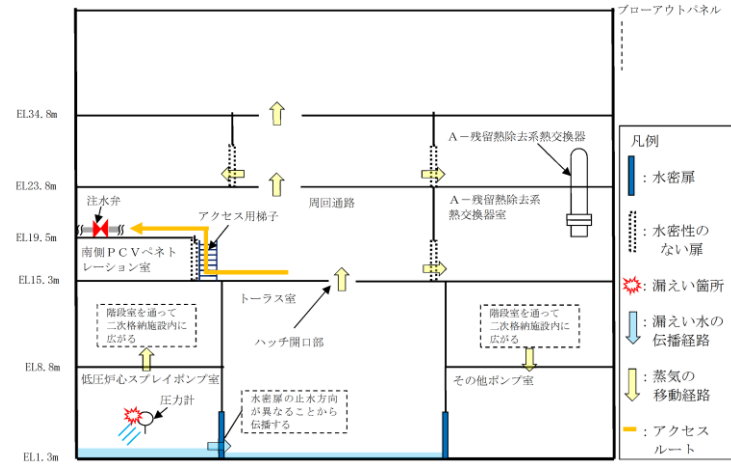 ブローアウトパネル
EL34.8m
A－残留熱除去系熱交換器
凡例
：水密扉
EL23.8m
注水弁
アクセス用梯子
周回通路
A－残留熱除去系
熱交換器室
：水密性の
ない扉
EL19.5m
南側ＰＣＶペネト
レーション室
EL15.3m
トーラス室
：漏えい箇所
階段室を通って
二次格納施設内に
広がる
ハッチ開口部
階段室を通って
二次格納施設内に
広がる
：漏えい水の
伝播経路
EL8.8m
低圧炉心スプレイポンプ室
その他ポンプ室
：蒸気の
移動経路
圧力計
水密扉の止水方向
が異なることから
伝播する
：アクセス
ルート
EL1.3m